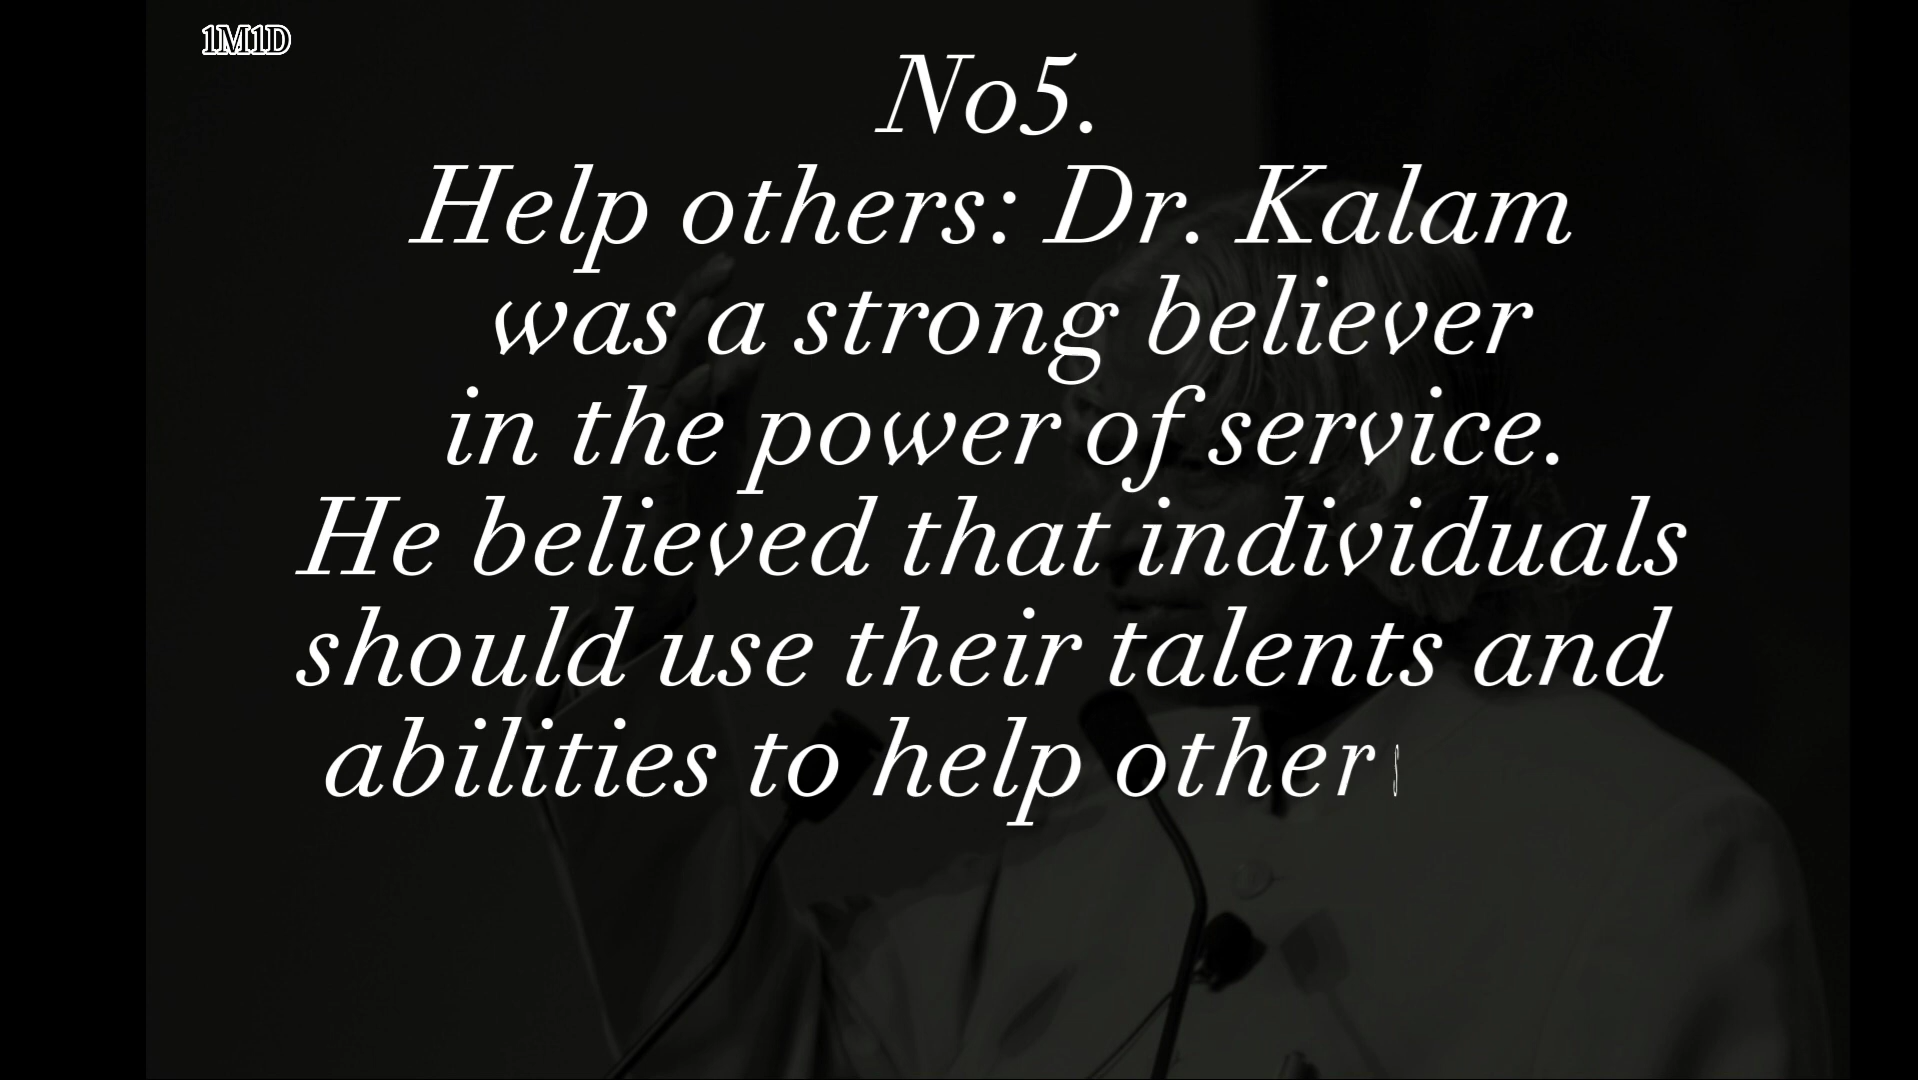 1M1D
No5.
Help others: Dr. Kalam
was a strong believer
in the power of service.
He believed that individuals
should use their talents and
abilities to help others